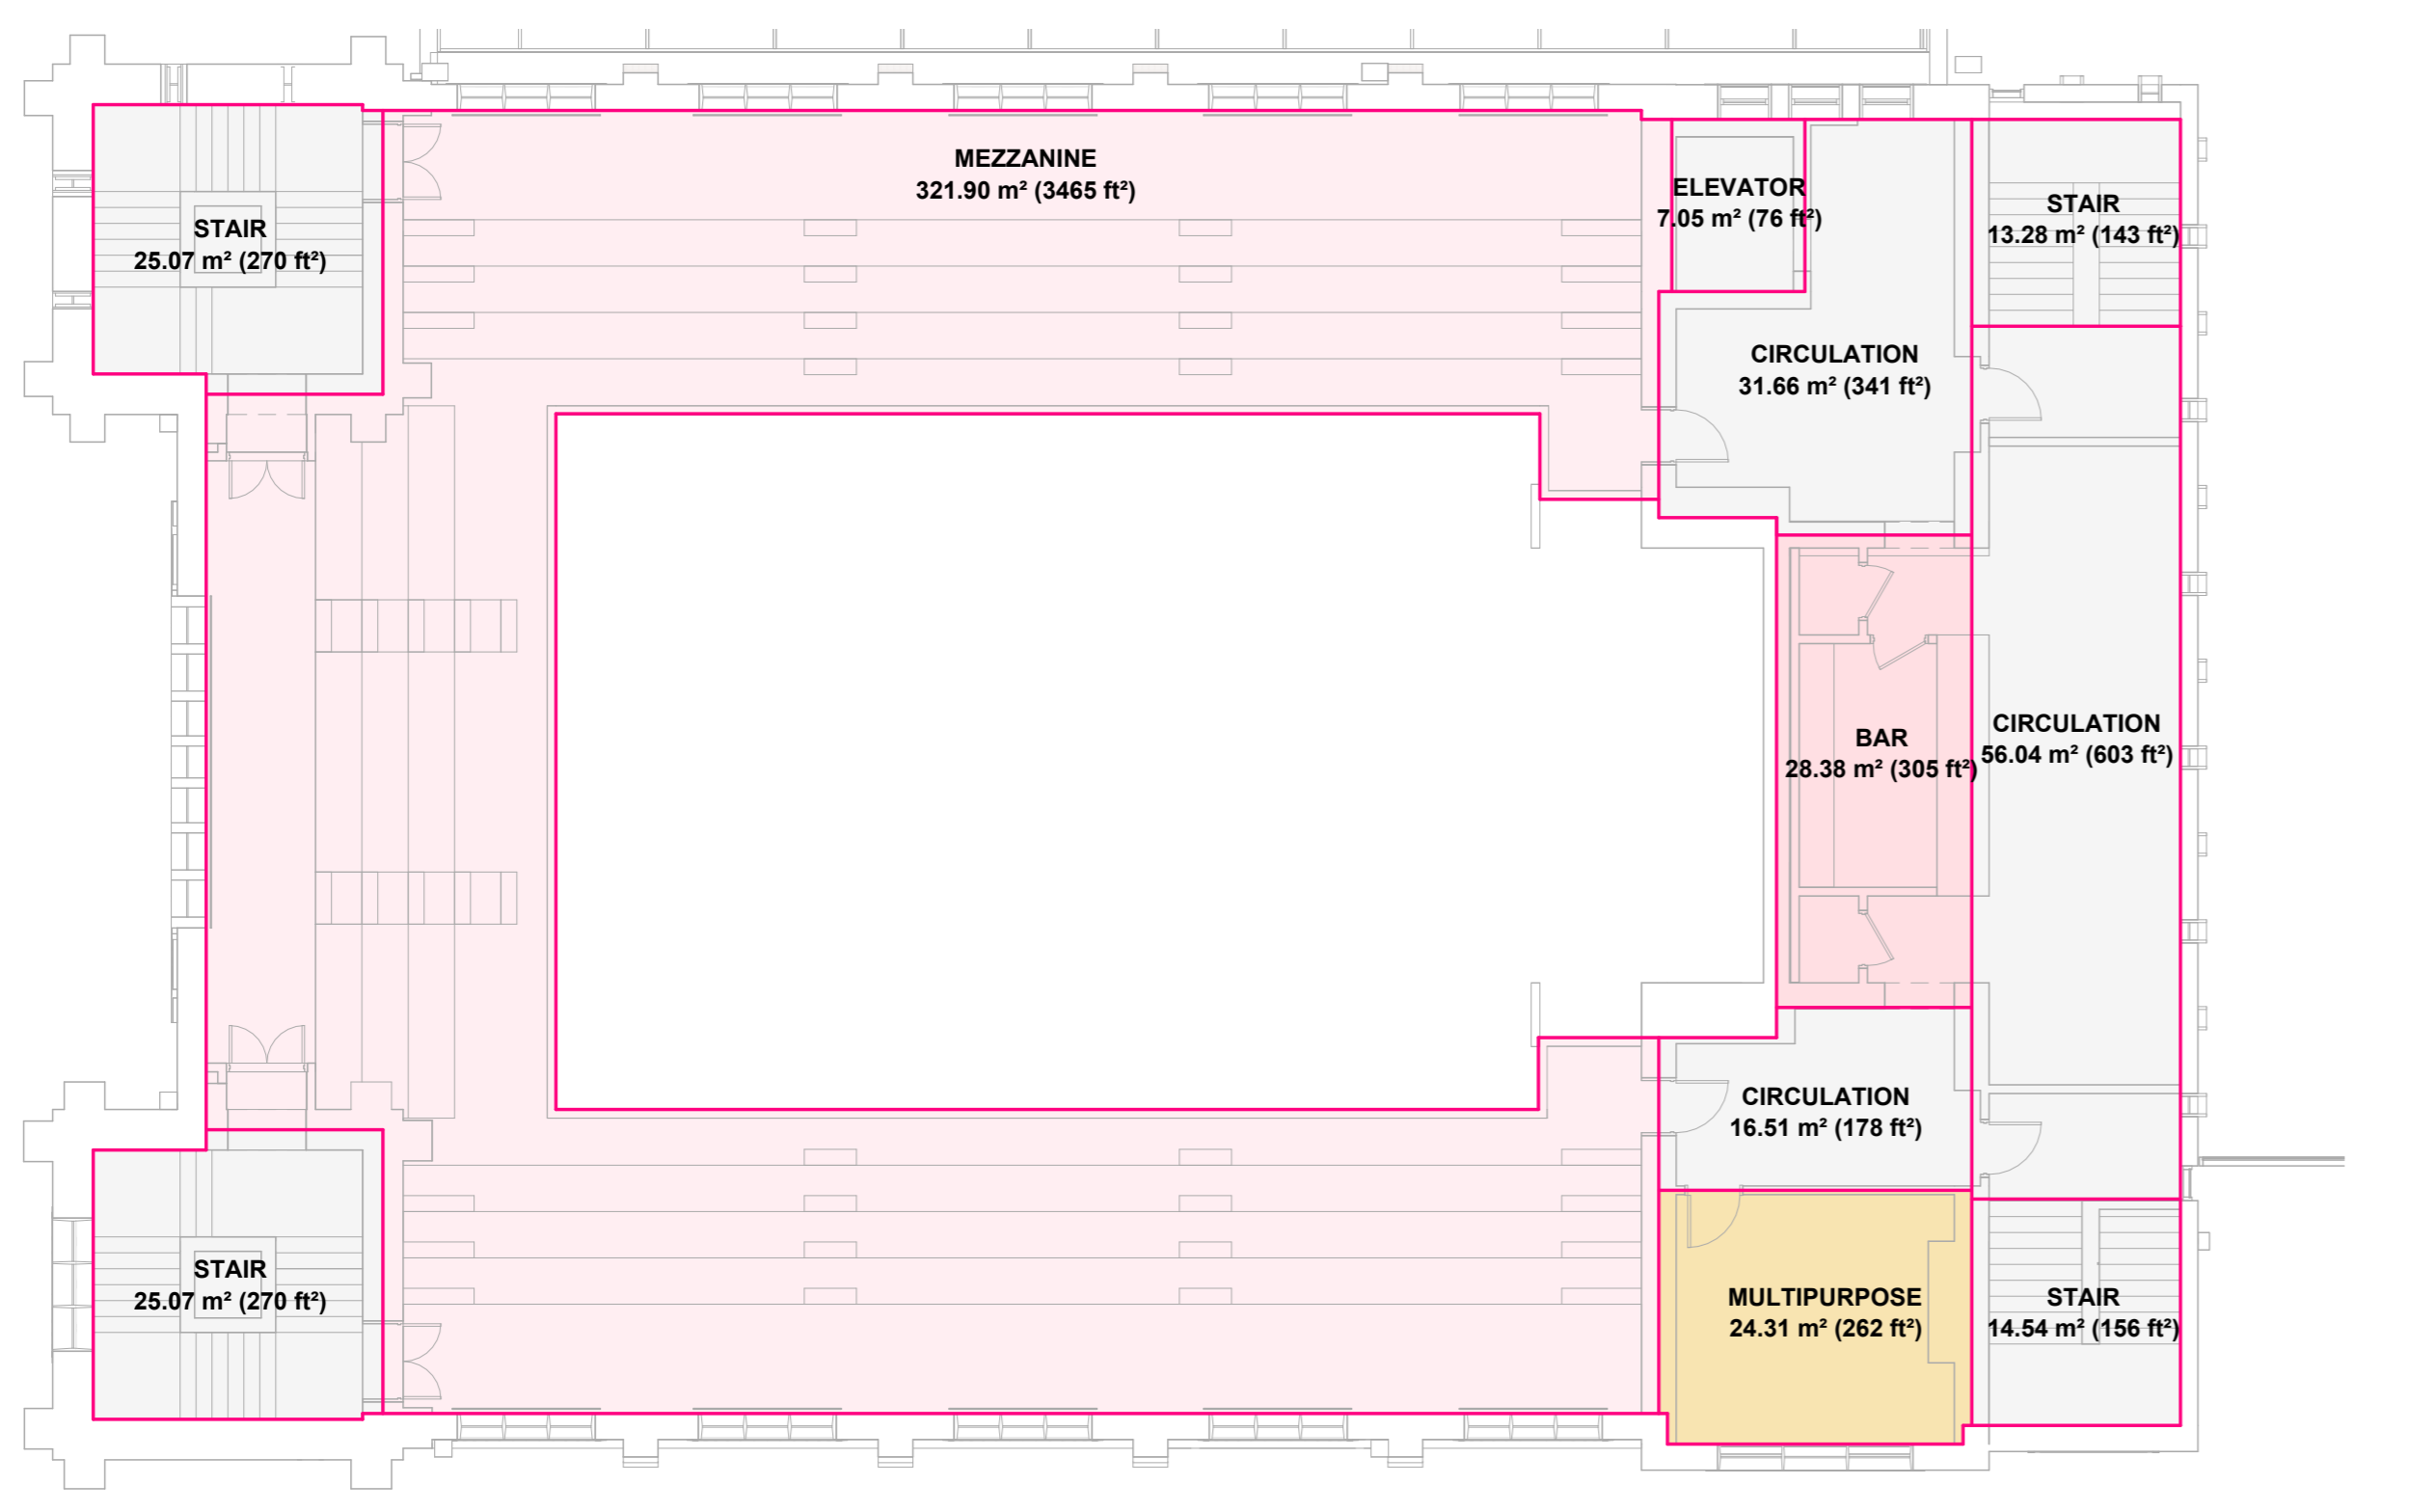 MEZZANINE
321.90 m² (3465 ft²)
ELEVATOR
7.05 m² (76 ft²)
STAIR
13.28 m² (143 ft²)
STAIR
25.07 m² (270 ft²)
CIRCULATION
31.66 m² (341 ft²)
CIRCULATION
56.04 m² (603 ft²)
BAR
28.38 m² (305 ft²)
CIRCULATION
16.51 m² (178 ft²)
STAIR
25.07 m² (270 ft²)
MULTIPURPOSE
24.31 m² (262 ft²)
STAIR
14.54 m² (156 ft²)